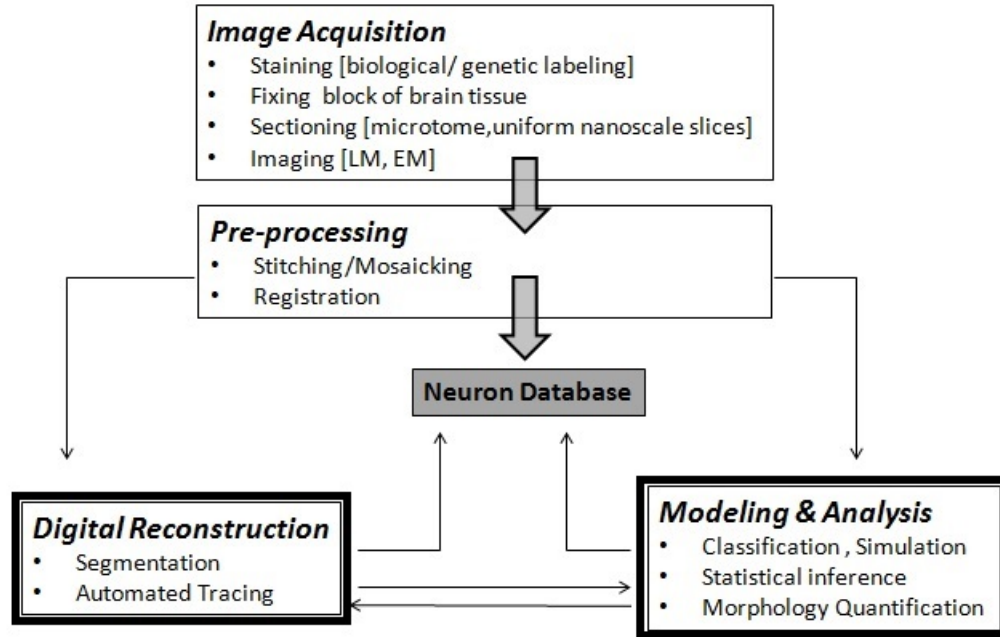 Image Acquisition
• Staining [biological/ genetic labeling]
• Fixing block of brain tissue
• Sectioning [microtome,uniform nanoscale slices]
• Imaging [LM, EM]
Pre-processing
• Stitching/Mosaicking
• Registration
Neuron Database
Digital Reconstruction
• Segmentation
• Automated Tracing
Modeling & Analysis
• Classification , Simulation
• Statistical inference
• Morphology Quantification